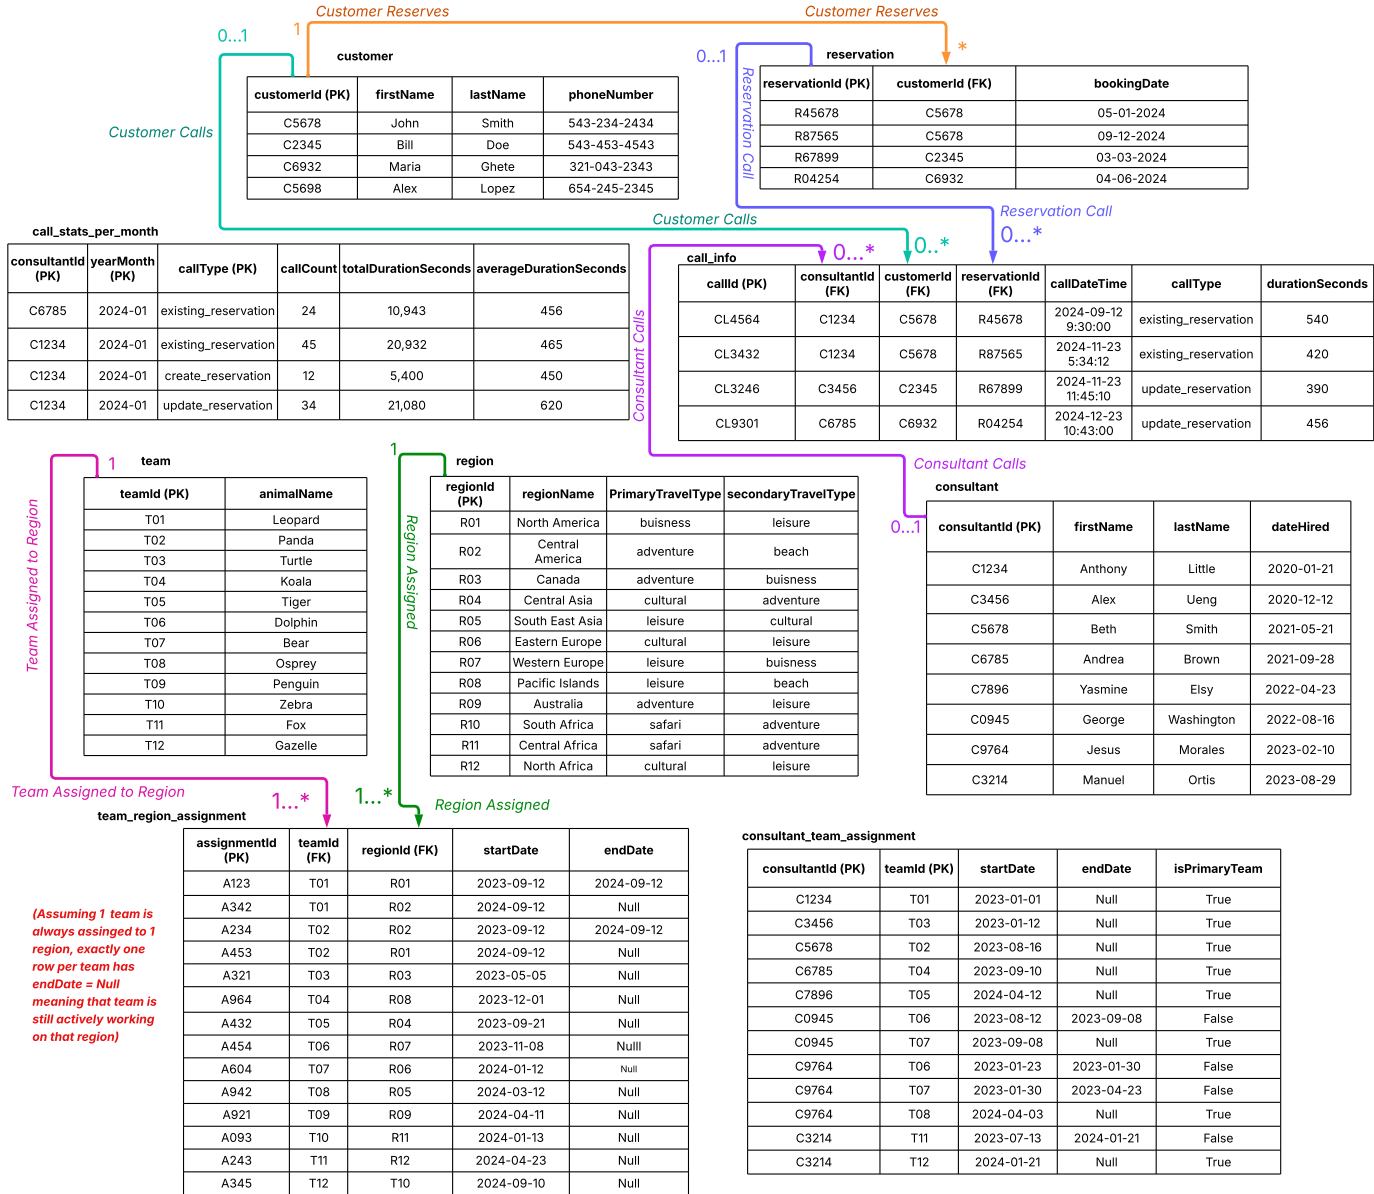 Customer Reserves
Customer Reserves
0...1
1
*
customer
customerId (PK) firstName lastName phoneNumber
C5678 John Smith 543-234-2434
C2345 Bill Doe 543-453-4543
C6932 Maria Ghete 321-043-2343
C5698 Alex Lopez 654-245-2345
Customer Calls
0...1
Reservation Call
reservation
reservationId (PK) customerId (FK) bookingDate
R45678 C5678 05-01-2024
R87565 C5678 09-12-2024
R67899 C2345 03-03-2024
R04254 C6932 04-06-2024
Customer Calls
Reservation Call
0...*
0..*
0...*
call_stats_per_month
consultantId (PK) yearMonth (PK) callType (PK) callCount totalDurationSeconds averageDurationSeconds
C6785 2024-01 existing_reservation 24 10,943 456
C1234 2024-01 existing_reservation 45 20,932 465
C1234 2024-01 create_reservation 12 5,400 450
C1234 2024-01 update_reservation 34 21,080 620
Consultant Calls
call_info
callId (PK) consultantId (FK) customerId (FK) reservationId (FK) callDateTime callType durationSeconds
CL4564 C1234 C5678 R45678 2024-09-12 9:30:00 existing_reservation 540
CL3432 C1234 C5678 R87565 2024-11-23 5:34:12 existing_reservation 420
CL3246 C3456 C2345 R67899 2024-11-23 11:45:10 update_reservation 390
CL9301 C6785 C6932 R04254 2024-12-23 10:43:00 update_reservation 456
Consultant Calls
0...1
1
team
teamId (PK) animalName
T01 Leopard
T02 Panda
T03 Turtle
T04 Koala
T05 Tiger
T06 Dolphin
T07 Bear
T08 Osprey
T09 Penguin
T10 Zebra
T11 Fox
T12 Gazelle
Team Assigned to Region
1
region
regionId (PK) regionName PrimaryTravelType secondaryTravelType
R01 North America buisness leisure
R02 Central America adventure beach
R03 Canada adventure buisness
R04 Central Asia cultural adventure
R05 South East Asia leisure cultural
R06 Eastern Europe cultural leisure
R07 Western Europe leisure buisness
R08 Pacific Islands leisure beach
R09 Australia adventure leisure
R10 South Africa safari adventure
R11 Central Africa safari adventure
R12 North Africa cultural leisure
Region Assigned
consultant
consultantId (PK) firstName lastName dateHired
C1234 Anthony Little 2020-01-21
C3456 Alex Ueng 2020-12-12
C5678 Beth Smith 2021-05-21
C6785 Andrea Brown 2021-09-28
C7896 Yasmine Elsy 2022-04-23
C0945 George Washington 2022-08-16
C9764 Jesus Morales 2023-02-10
C3214 Manuel Ortis 2023-08-29
Team Assigned to Region
1...*
1...*
Region Assigned
team_region_assignment
assignmentId (PK) teamId (FK) regionId (FK) startDate endDate
A123 T01 R01 2023-09-12 2024-09-12
A342 T01 R02 2024-09-12 Null
A234 T02 R02 2023-09-12 2024-09-12
A453 T02 R01 2024-09-12 Null
A321 T03 R03 2023-05-05 Null
A964 T04 R08 2023-12-01 Null
A432 T05 R04 2023-09-21 Null
A454 T06 R07 2023-11-08 Nulll
A604 T07 R06 2024-01-12 Null
A942 T08 R05 2024-03-12 Null
A921 T09 R09 2024-04-11 Null
A093 T10 R11 2024-01-13 Null
A243 T11 R12 2024-04-23 Null
A345 T12 T10 2024-09-10 Null
(Assuming 1 team is
always assinged to 1
region, exactly one
row per team has
endDate = Null
meaning that team is
still actively working
on that region)
consultant_team_assignment
consultantId (PK) teamId (PK) startDate endDate isPrimaryTeam
C1234 T01 2023-01-01 Null True
C3456 T03 2023-01-12 Null True
C5678 T02 2023-08-16 Null True
C6785 T04 2023-09-10 Null True
C7896 T05 2024-04-12 Null True
C0945 T06 2023-08-12 2023-09-08 False
C0945 T07 2023-09-08 Null True
C9764 T06 2023-01-23 2023-01-30 False
C9764 T07 2023-01-30 2023-04-23 False
C9764 T08 2024-04-03 Null True
C3214 T11 2023-07-13 2024-01-21 False
C3214 T12 2024-01-21 Null True